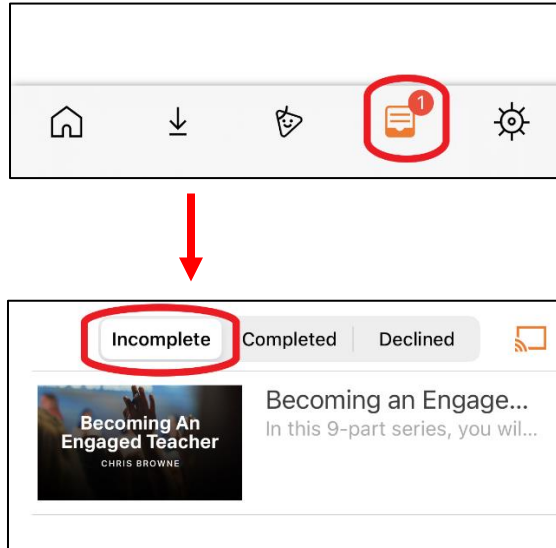 1
Incomplete Completed Declined
Becoming An
Engaged Teacher
CHRIS BROWNE
Becoming an Engage...
In this 9-part series, you wil...